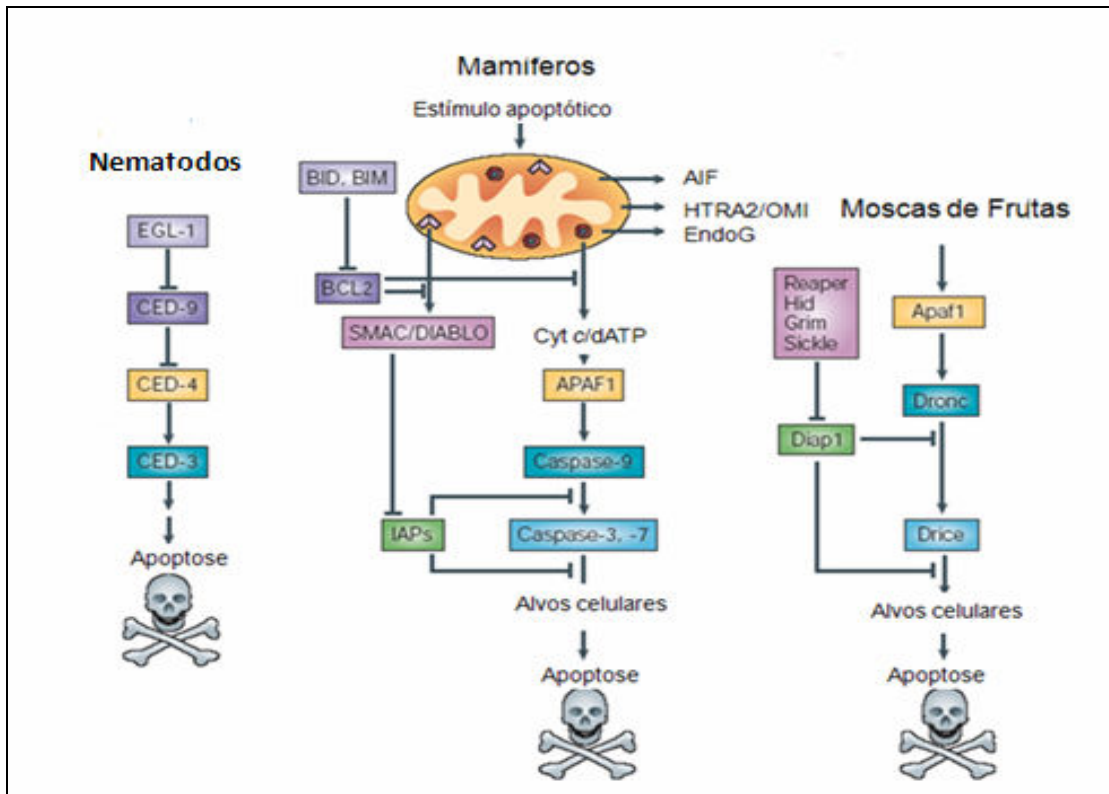 Nematodos
EGL-1
CED-9
CED-4
CED-3
Apoptose
Mamíferos
Estímulo apoptótico
BID, BIM
AIF
HTRA2/OMI
EndoG
BCL2
SMAC/DIABLO
Cyt c/dATP
APAF1
Caspase-9
IAPs
Caspase-3, -7
Alvos celulares
Apoptose
Moscas de Frutas
Reaper
Hid
Grim
Sickle
Apaf1
Dronc
Diap1
Drice
Alvos celulares
Apoptose